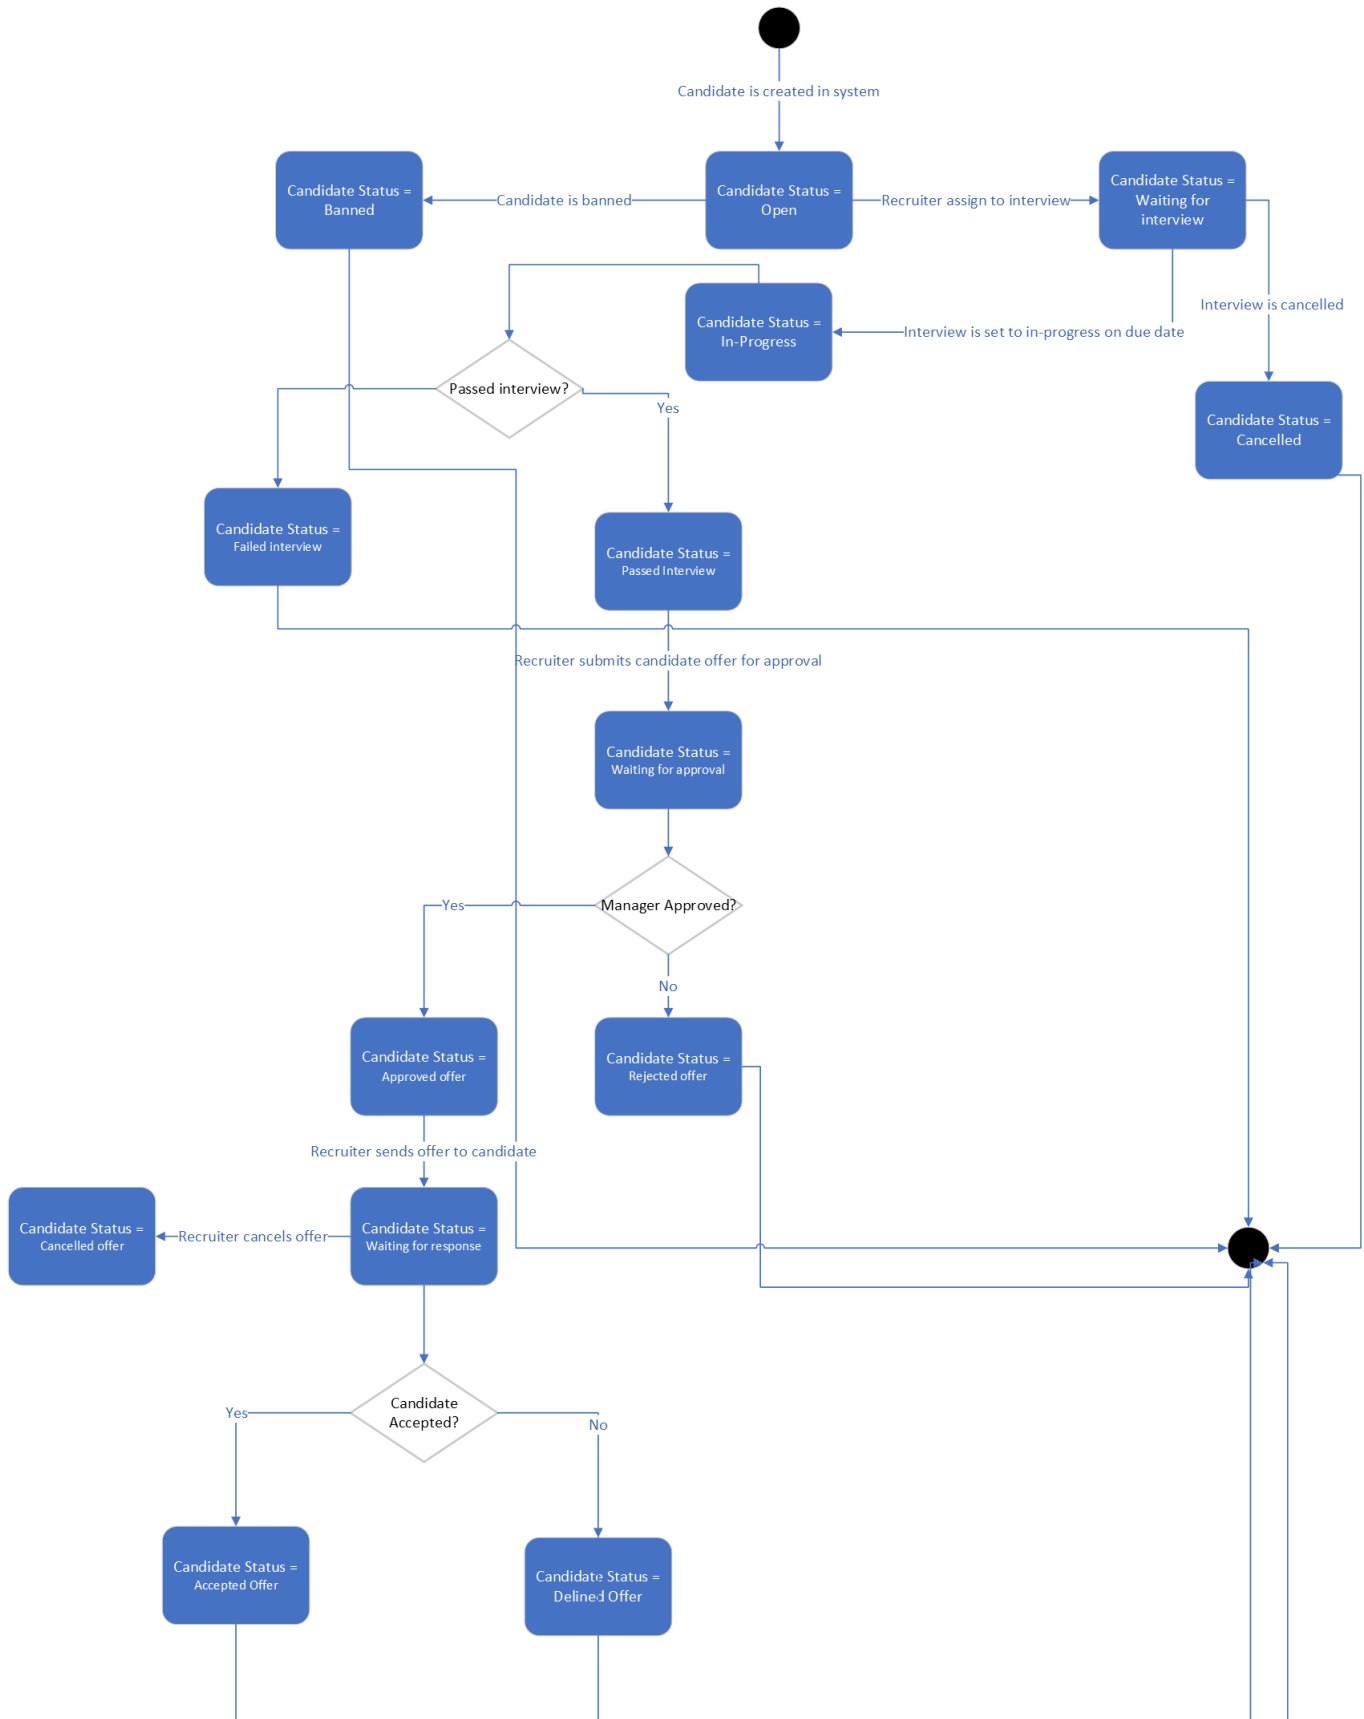 Candidate is created in system
Candidate Status =
Banned
Candidate is banned
Candidate Status =
Open
Recruiter assign to interview
Candidate Status =
Waiting for
interview
Interview is cancelled
Candidate Status =
In-Progress
Interview is set to in-progress on due date
Passed interview?
Yes
Candidate Status =
Cancelled
Candidate Status =
Failed interview
Candidate Status =
Passed Interview
Recruiter submits candidate offer for approval
Candidate Status =
Waiting for approval
Manager Approved?
Yes
No
Candidate Status =
Approved offer
Candidate Status =
Rejected offer
Recruiter sends offer to candidate
Candidate Status =
Cancelled offer
Recruiter cancels offer
Candidate Status =
Waiting for response
Candidate
Accepted?
Yes
No
Candidate Status =
Accepted Offer
Candidate Status =
Delined Offer